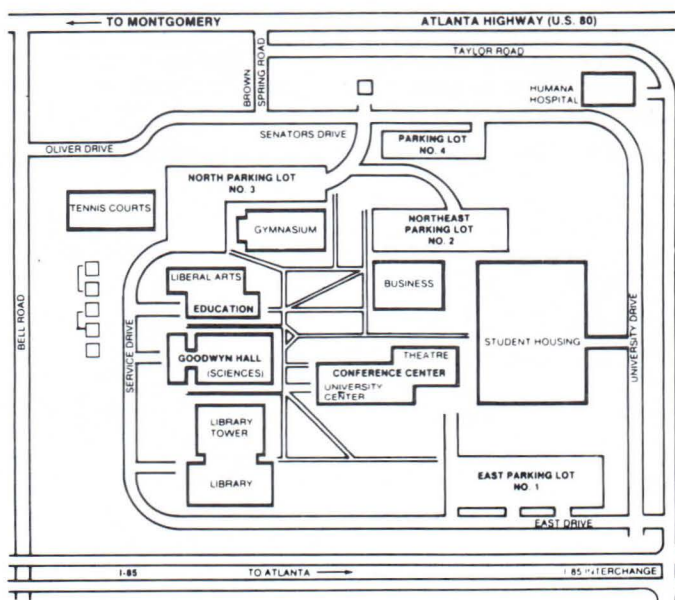 TO MONTGOMERY
ATLANTA HIGHWAY (U.S. 80)
TAYLOR ROAD
BROWN
SPRING ROAD
HUMANA
HOSPITAL
SENATORS DRIVE
PARKING LOT
NO. 4
OLIVER DRIVE
NORTH PARKING LOT
NO. 3
TENNIS COURTS
GYMNASIUM
NORTHEAST
PARKING LOT
NO. 2
LIBERAL ARTS
EDUCATION
BUSINESS
BELL ROAD
SERVICE DRIVE
STUDENT HOUSING
UNIVERSITY DRIVE
GOODWYN HALL
(SCIENCES)
THEATRE
CONFERENCE CENTER
UNIVERSITY
CENTER
LIBRARY
TOWER
LIBRARY
EAST PARKING LOT
NO. 1
EAST DRIVE
I-85
TO ATLANTA
I 85 INTERCHANGE